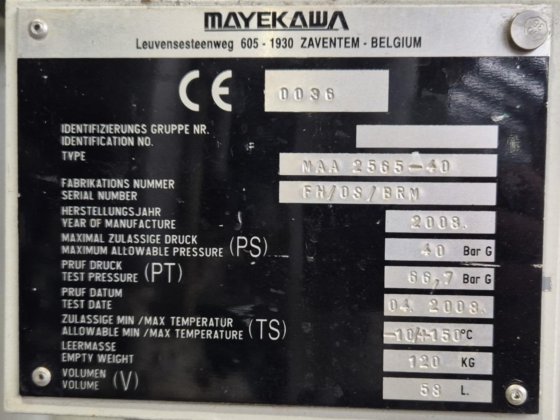 MAYEKAWA
Leuvensesteenweg 605 - 1930 ZAVENTEM - BELGIUM
CE 0036
IDENTIFIZIERUNGS GRUPPE NR.
IDENTIFICATION NO.
TYPE MAA 2565-40
FABRIKATIONS NUMMER
SERIAL NUMBER FH/OS/BRM
HERSTELLUNGSJAHR
YEAR OF MANUFACTURE 2008.
MAXIMAL ZULASSIGE DRUCK
MAXIMUM ALLOWABLE PRESSURE (PS) 40 Bar G
PRUF DRUCK
TEST PRESSURE (PT) 66,7 Bar G
PRUF DATUM
TEST DATE 04. 2008.
ZULASSIGE MIN /MAX TEMPERATUR
ALLOWABLE MIN /MAX TEMPERATURE (TS) -10/+150°C
LEERMASSE
EMPTY WEIGHT 120 KG
VOLUMEN
VOLUME (V) 58 L.